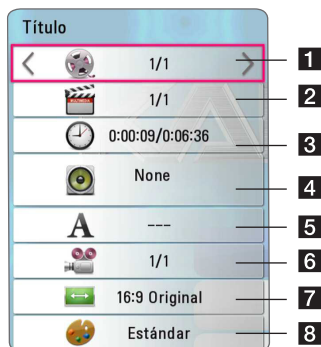 Título
1/1 1
1/1 2
0:00:09/0:06:36 3
None 4
A --- 5
1/1 6
16:9 Original 7
Estándar 8